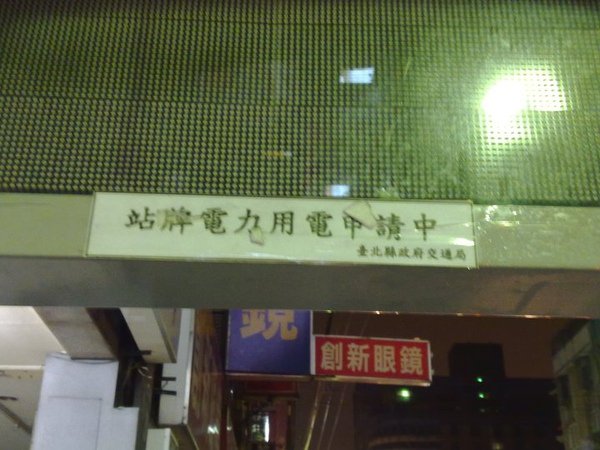 站牌電力用電申請中
臺北縣政府交通局
鏡
創新眼鏡